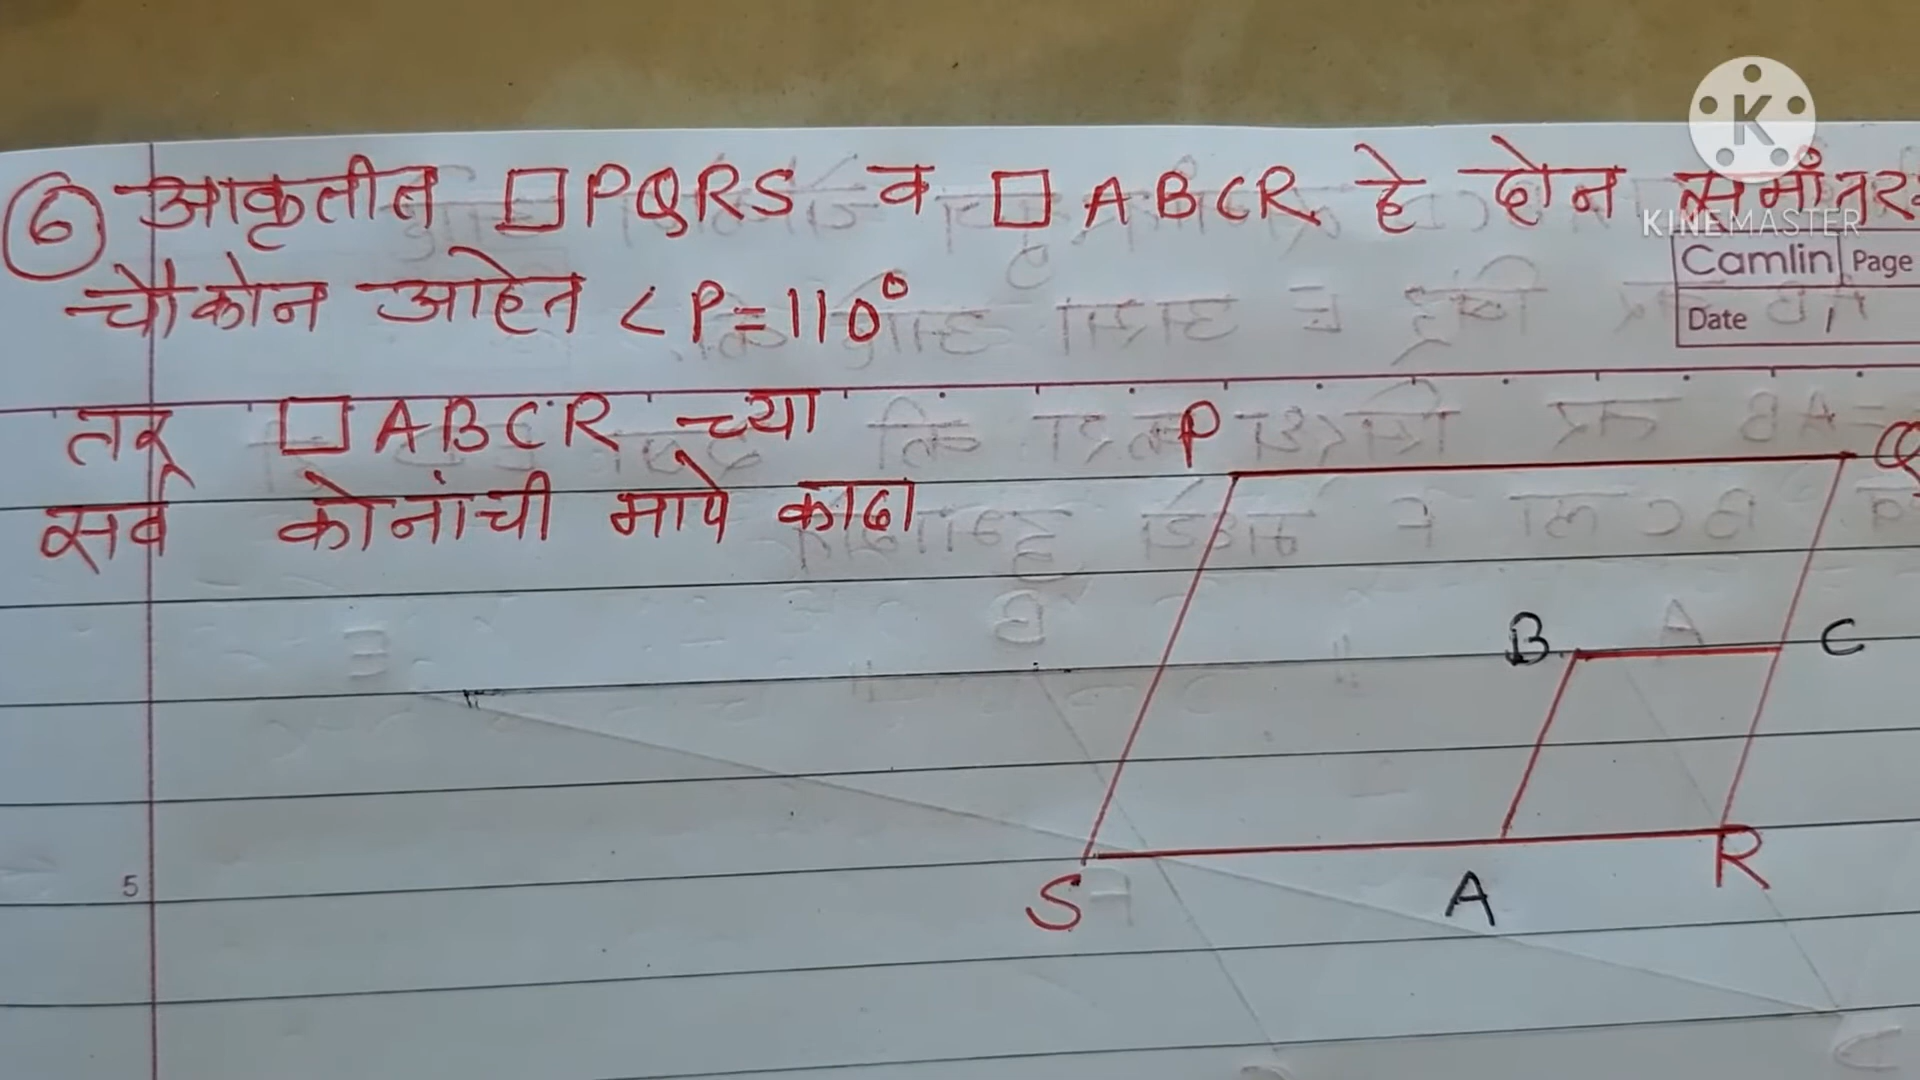 K
KINEMASTER
6 आकृतीत □PQRS व □ABCR हे दोन समांतर
चौकोन आहेत <P=110°
Camlin Page
Date
तर □ABCR च्या
सर्व कोनांची मापे काढा
P Q
B C
S A R
5